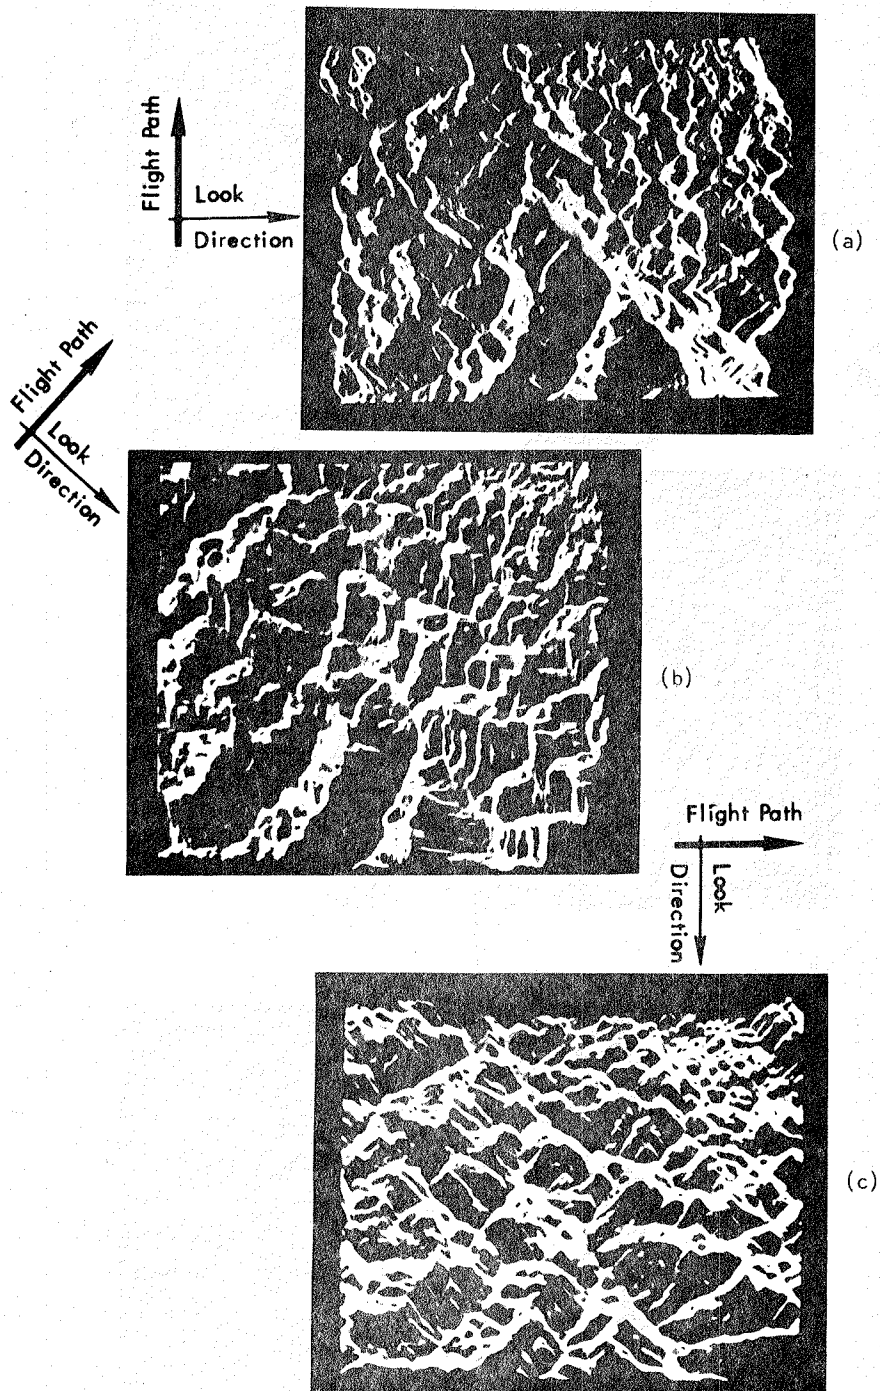 Flight Path
Look
Direction
(a)
Flight Path
Look
Direction
(b)
Flight Path
Look
Direction
(c)